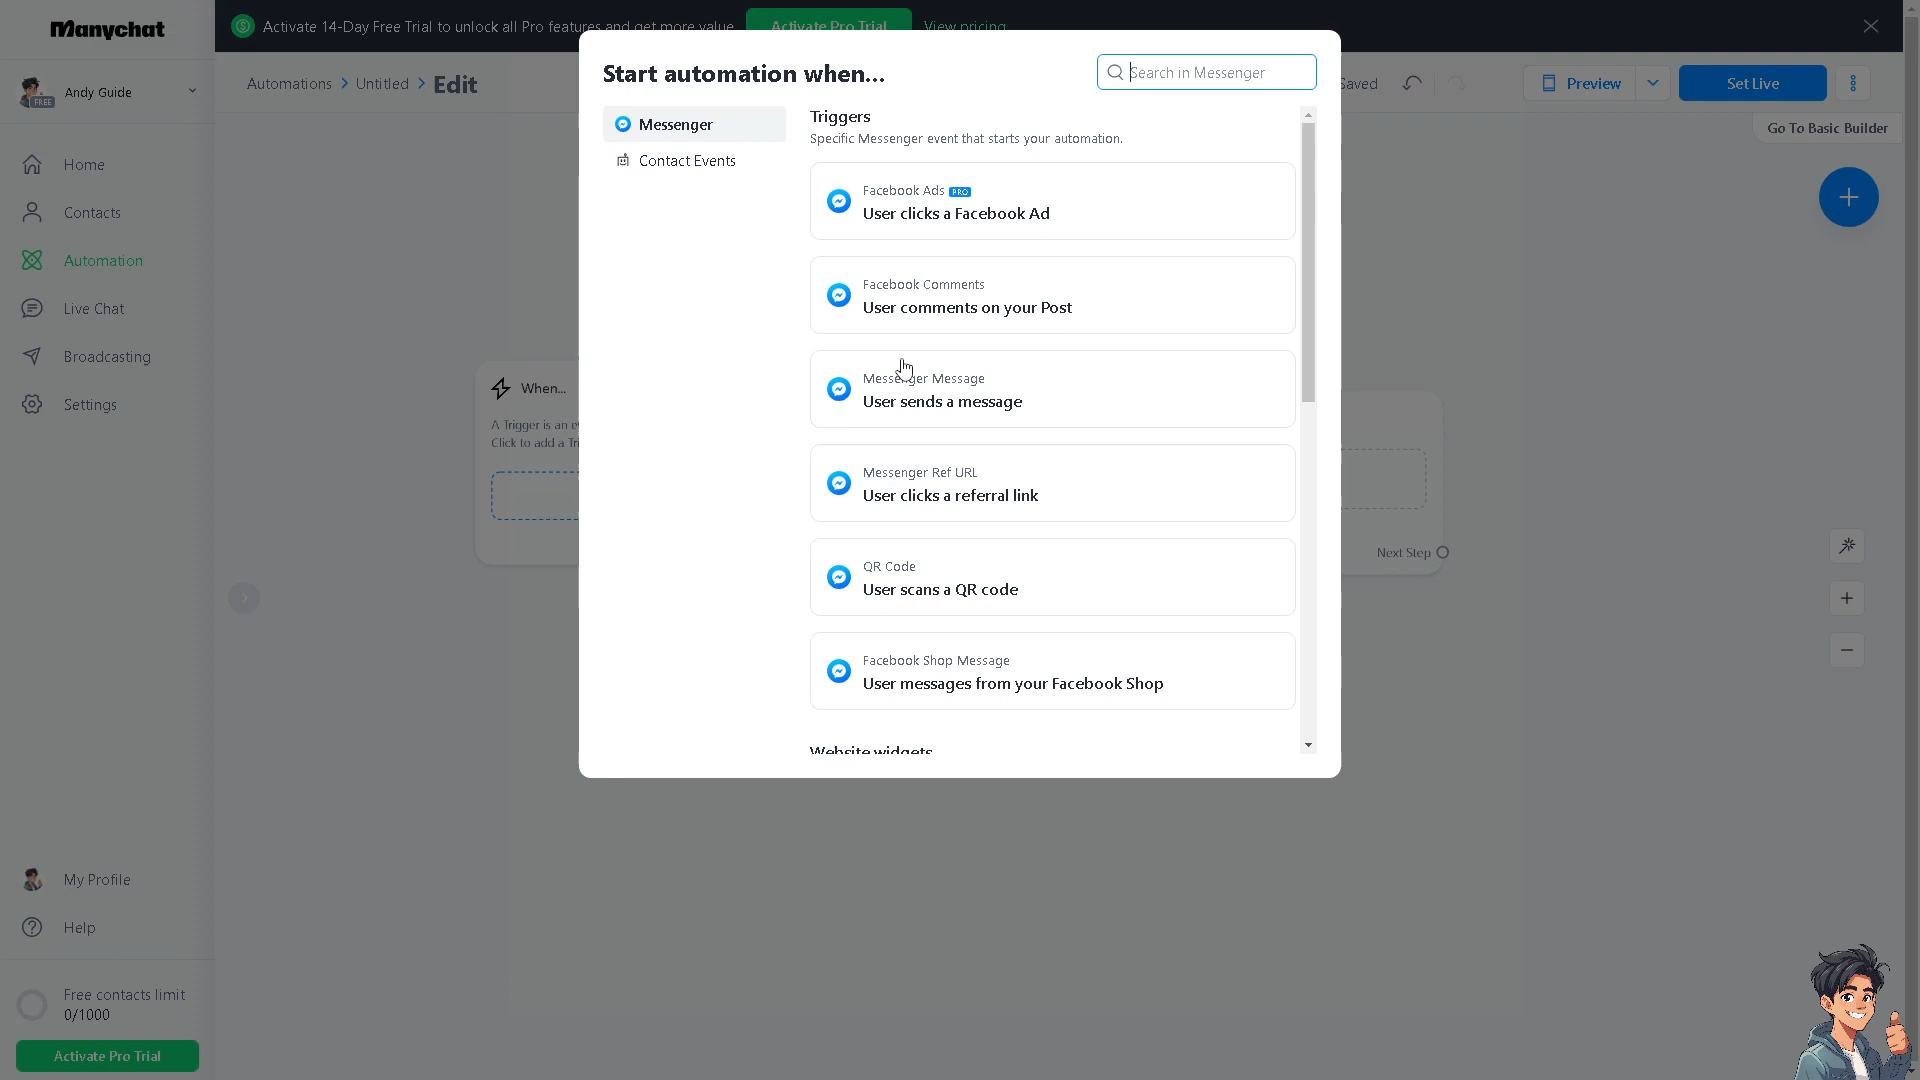 Manychat
Activate 14-Day Free Trial to unlock all Pro features and get more value
Activate Pro Trial
View pricing
Andy Guide
FREE
Automations
Untitled
Edit
Saved
Preview
Set Live
Go To Basic Builder
Home
Contacts
Automation
Live Chat
Broadcasting
Settings
When...
A Trigger is an e
Click to add a Tri
Next Step
Start automation when...
Search in Messenger
Messenger
Contact Events
Triggers
Specific Messenger event that starts your automation.
Facebook Ads PRO
User clicks a Facebook Ad
Facebook Comments
User comments on your Post
Messenger Message
User sends a message
Messenger Ref URL
User clicks a referral link
QR Code
User scans a QR code
Facebook Shop Message
User messages from your Facebook Shop
Website widgets
My Profile
Help
Free contacts limit
0/1000
Activate Pro Trial